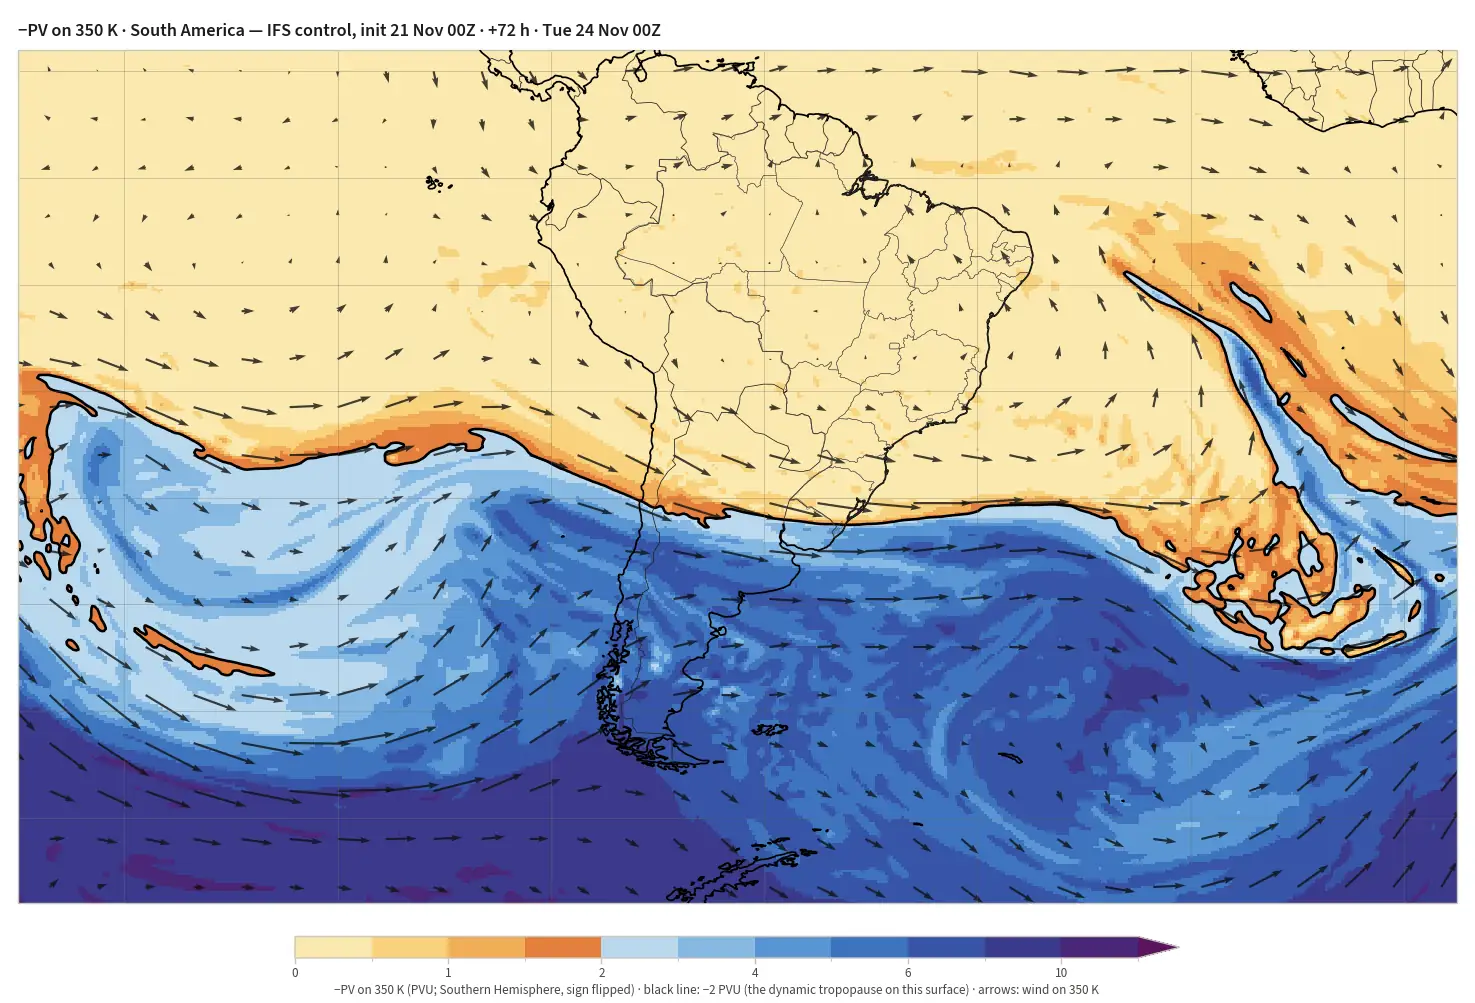 −PV on 350 K · South America — IFS control, init 21 Nov 00Z · +72 h · Tue 24 Nov 00Z
0 1 2 4 6 10
−PV on 350 K (PVU; Southern Hemisphere, sign flipped) · black line: −2 PVU (the dynamic tropopause on this surface) · arrows: wind on 350 K